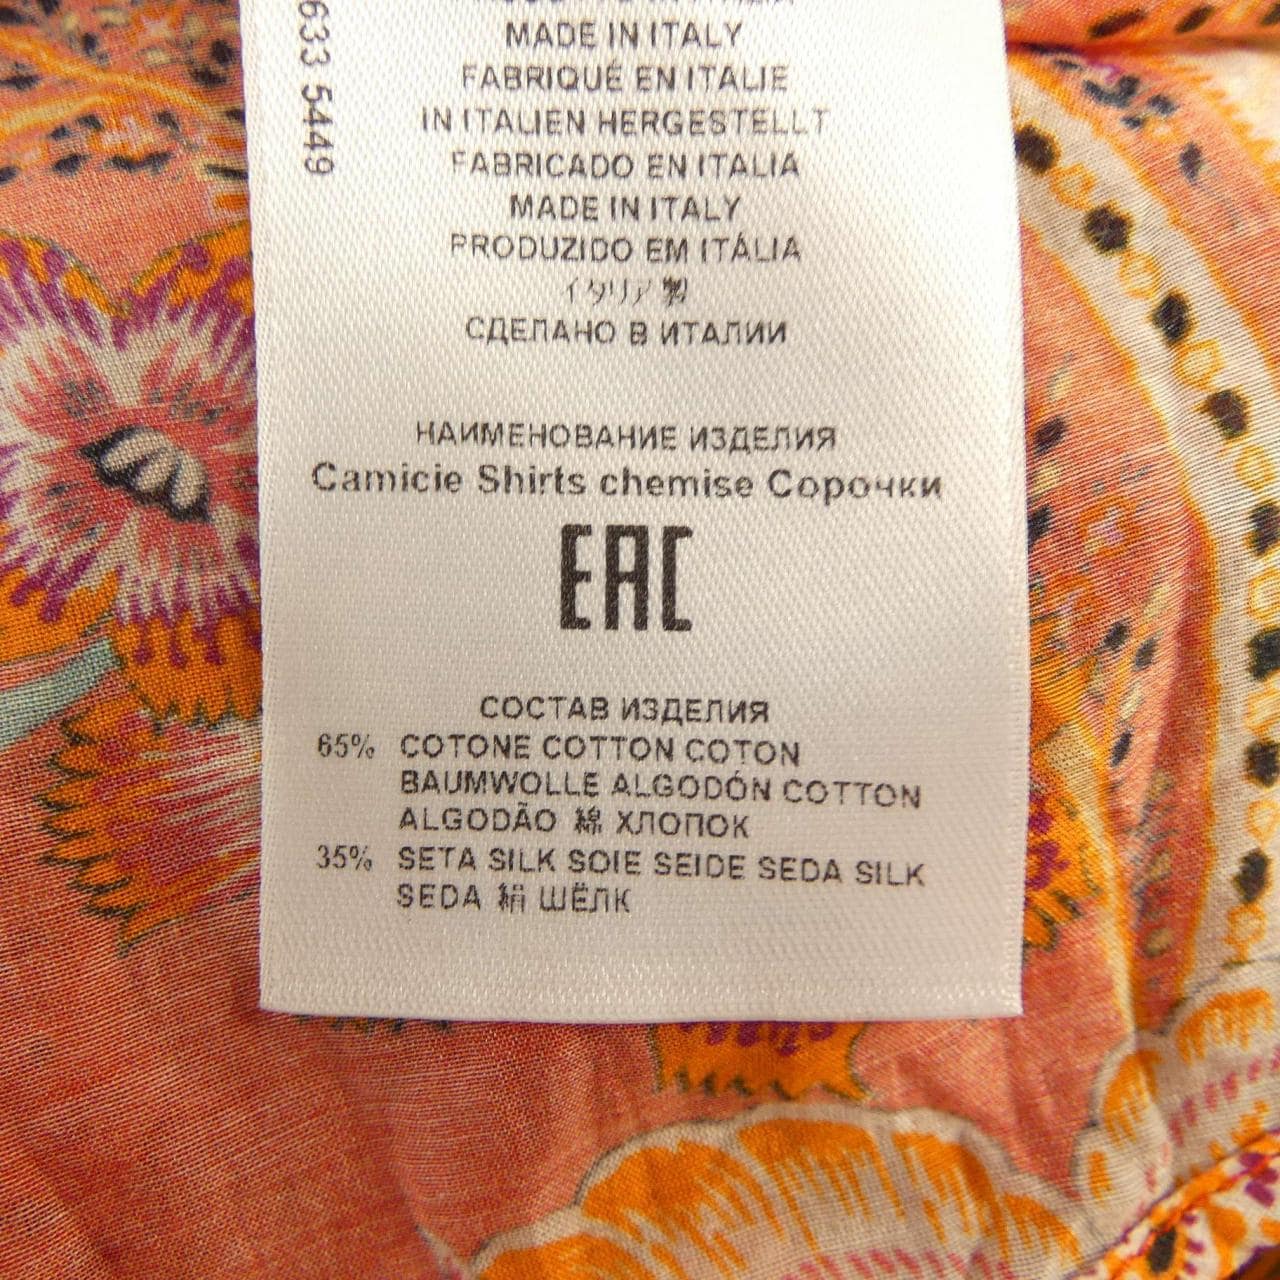 633 5449
MADE IN ITALY
FABRIQUÉ EN ITALIE
IN ITALIEN HERGESTELLT
FABRICADO EN ITALIA
MADE IN ITALY
PRODUZIDO EM ITÁLIA
イタリア製
СДЕЛАНО В ИТАЛИИ
НАИМЕНОВАНИЕ ИЗДЕЛИЯ
Camicie Shirts chemise Сорочки
EAC
СОСТАВ ИЗДЕЛИЯ
65% COTONE COTTON COTON
BAUMWOLLE ALGODÓN COTTON
ALGODÃO 綿 ХЛОПОК
35% SETA SILK SOIE SEIDE SEDA SILK
SEDA 絹 ШЁЛК